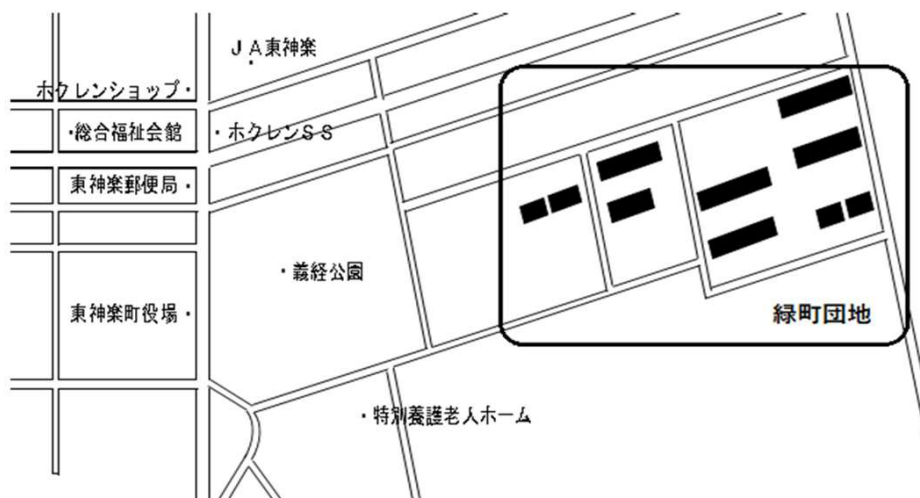 JA東神楽
ホクレンショップ
総合福祉会館
ホクレンSS
東神楽郵便局
義経公園
東神楽町役場
緑町団地
特別養護老人ホーム